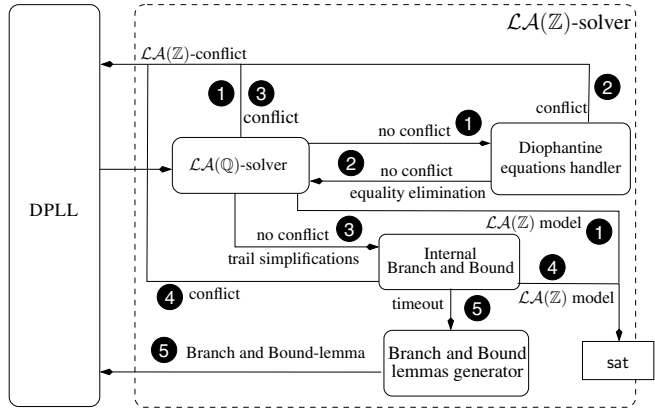 ℒ𝒜(ℤ)-solver
ℒ𝒜(ℤ)-conflict
1
3
2
conflict
conflict
no conflict
1
DPLL
ℒ𝒜(ℚ)-solver
Diophantine
equations handler
2
no conflict
equality elimination
no conflict
3
trail simplifications
ℒ𝒜(ℤ) model
1
Internal
Branch and Bound
4
4
conflict
ℒ𝒜(ℤ) model
timeout
5
5
Branch and Bound-lemma
Branch and Bound
lemmas generator
sat